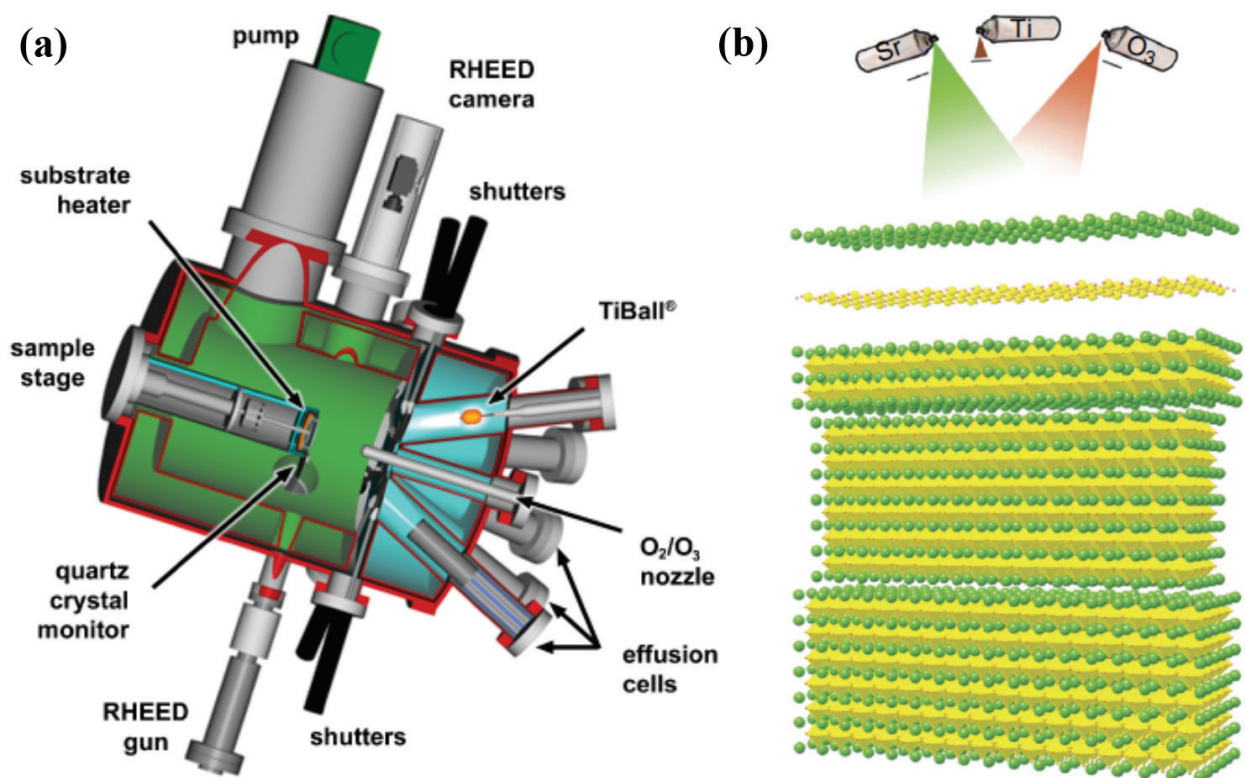 (a)
pump
RHEED
camera
substrate
heater
shutters
TiBall®
sample
stage
quartz
crystal
monitor
O₂/O₃
nozzle
effusion
cells
RHEED
gun
shutters
(b)
Sr
Ti
O₃